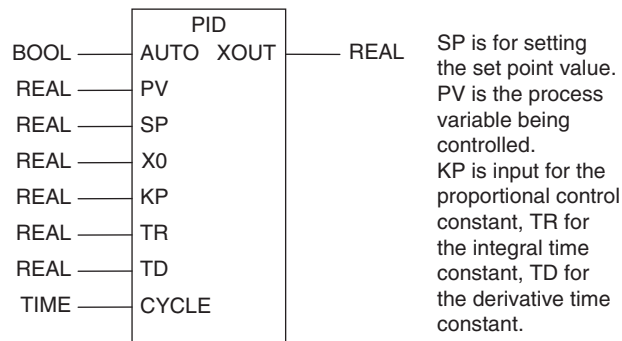 PID
BOOL AUTO XOUT REAL
REAL PV
REAL SP
REAL X0
REAL KP
REAL TR
REAL TD
TIME CYCLE
SP is for setting
the set point value.
PV is the process
variable being
controlled.
KP is input for the
proportional control
constant, TR for
the integral time
constant, TD for
the derivative time
constant.